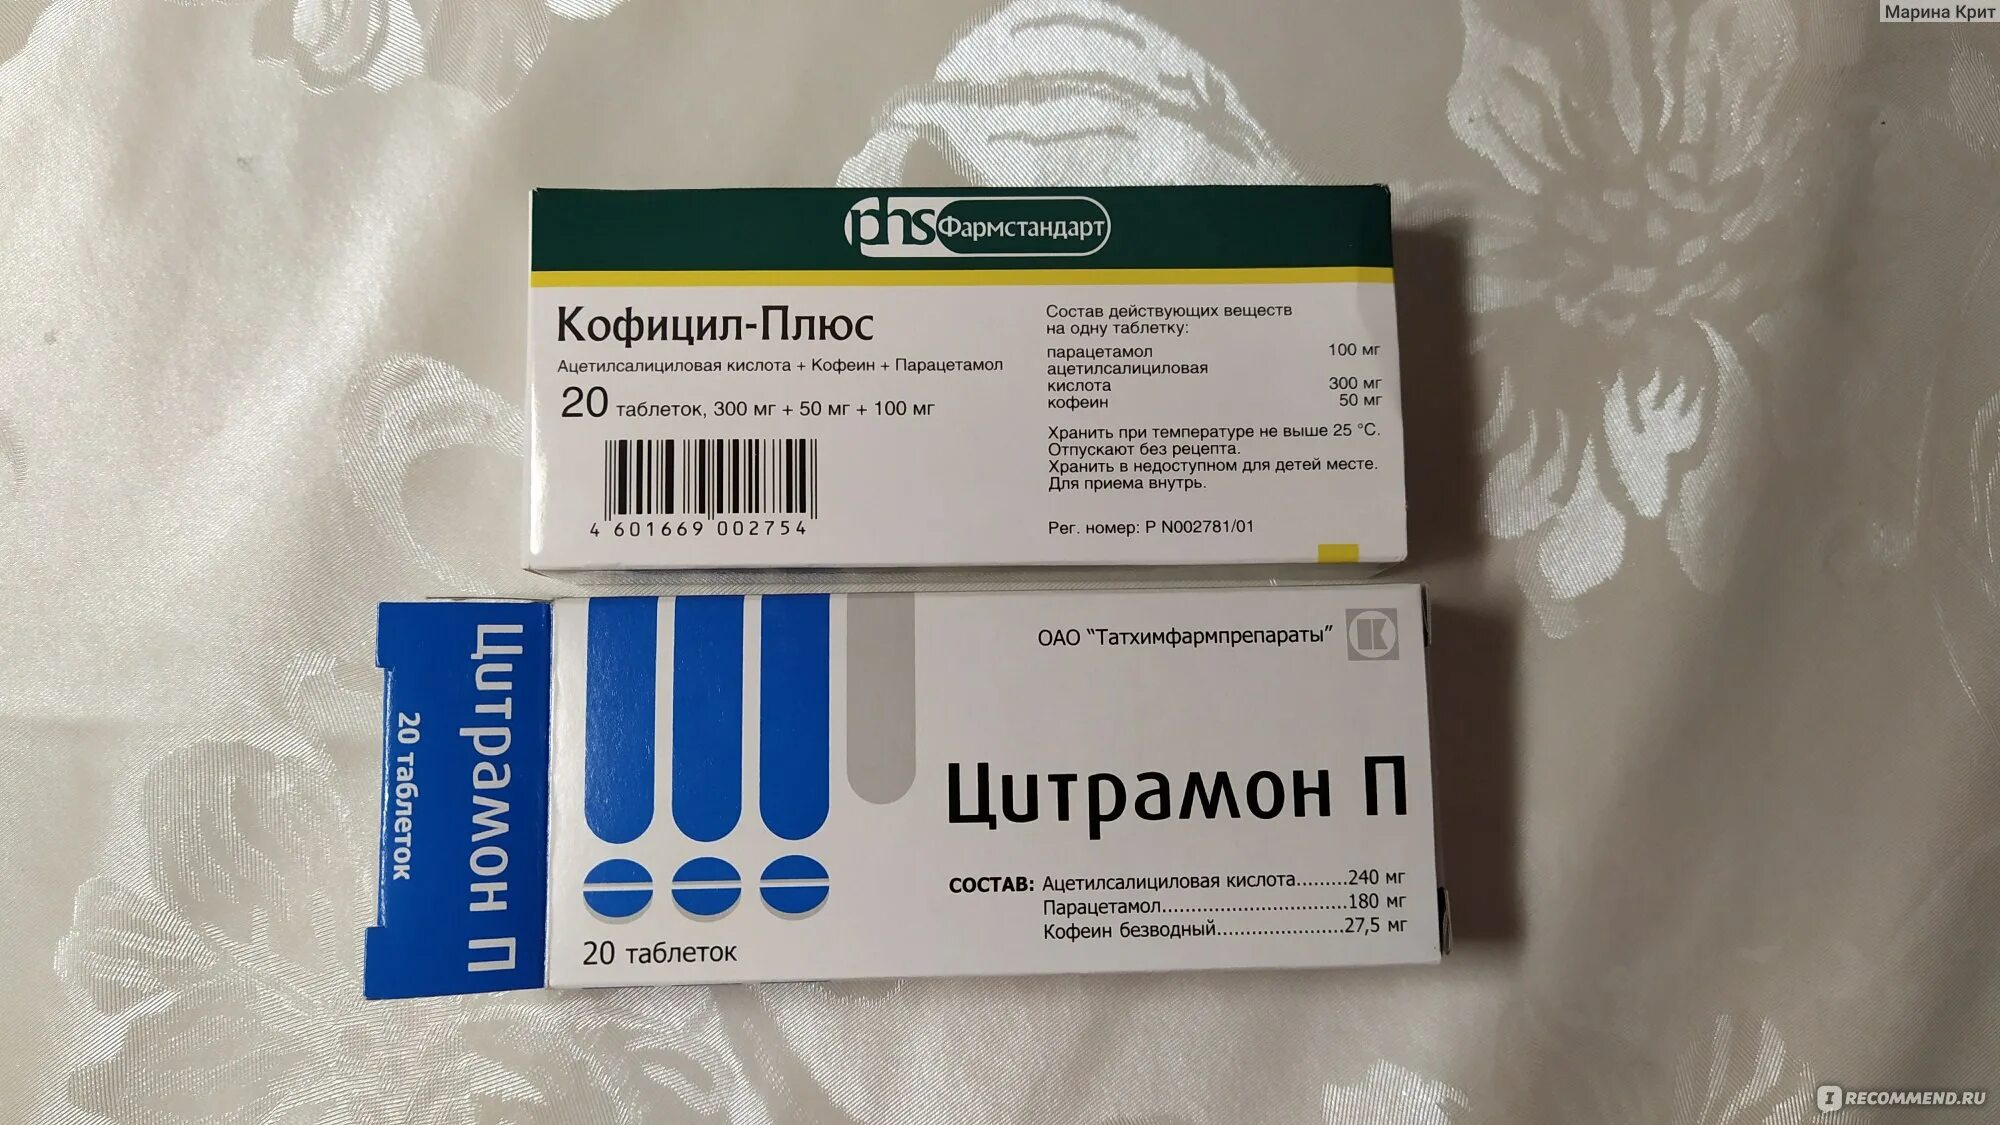 Марина Крит
phs Фармстандарт
Кофицил-Плюс
Ацетилсалициловая кислота + Кофеин + Парацетамол
20 таблеток, 300 мг + 50 мг + 100 мг
4 601669 002754
Состав действующих веществ
на одну таблетку:
парацетамол 100 мг
ацетилсалициловая
кислота 300 мг
кофеин 50 мг
Хранить при температуре не выше 25 °C.
Отпускают без рецепта.
Хранить в недоступном для детей месте.
Для приема внутрь.
Рег. номер: Р N002781/01
Цитрамон П
20 таблеток
ОАО "Татхимфармпрепараты"
Цитрамон П
СОСТАВ: Ацетилсалициловая кислота.........240 мг
Парацетамол...............................180 мг
Кофеин безводный.....................27,5 мг
20 таблеток
I RECOMMEND.RU